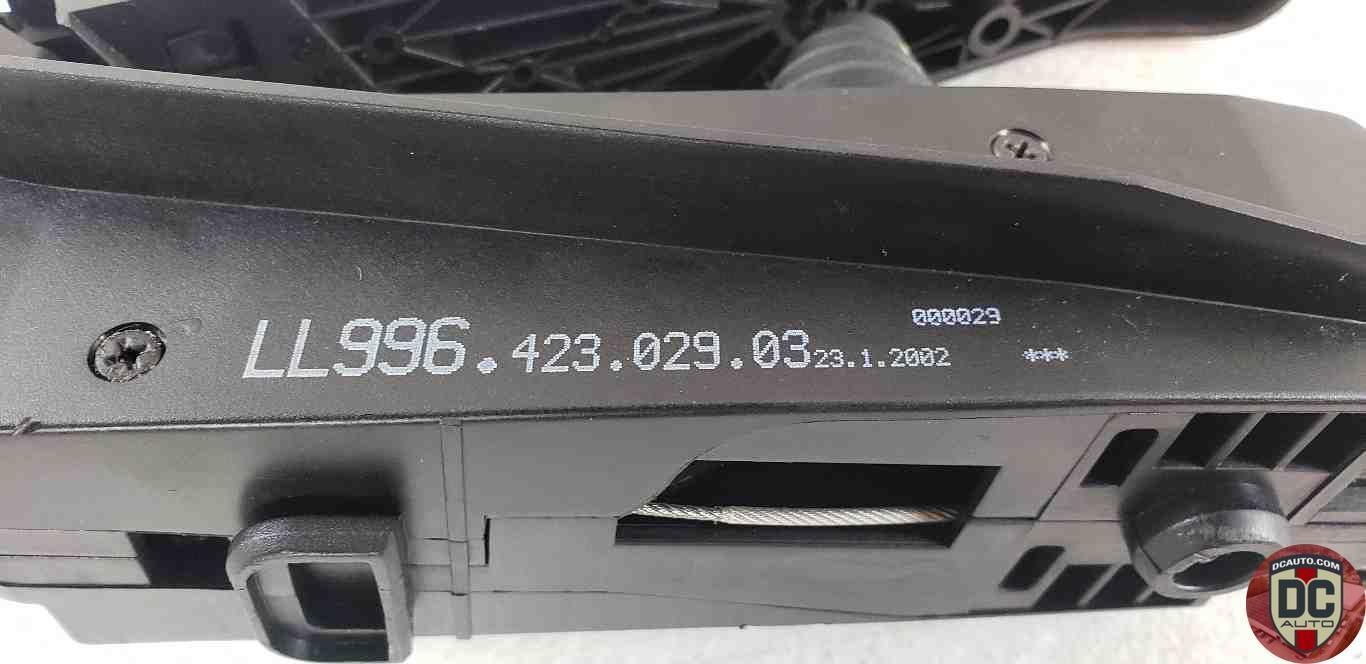 000029
LL996.423.029.03 23.1.2002 ***
DCAUTO.COM
DC
AUTO